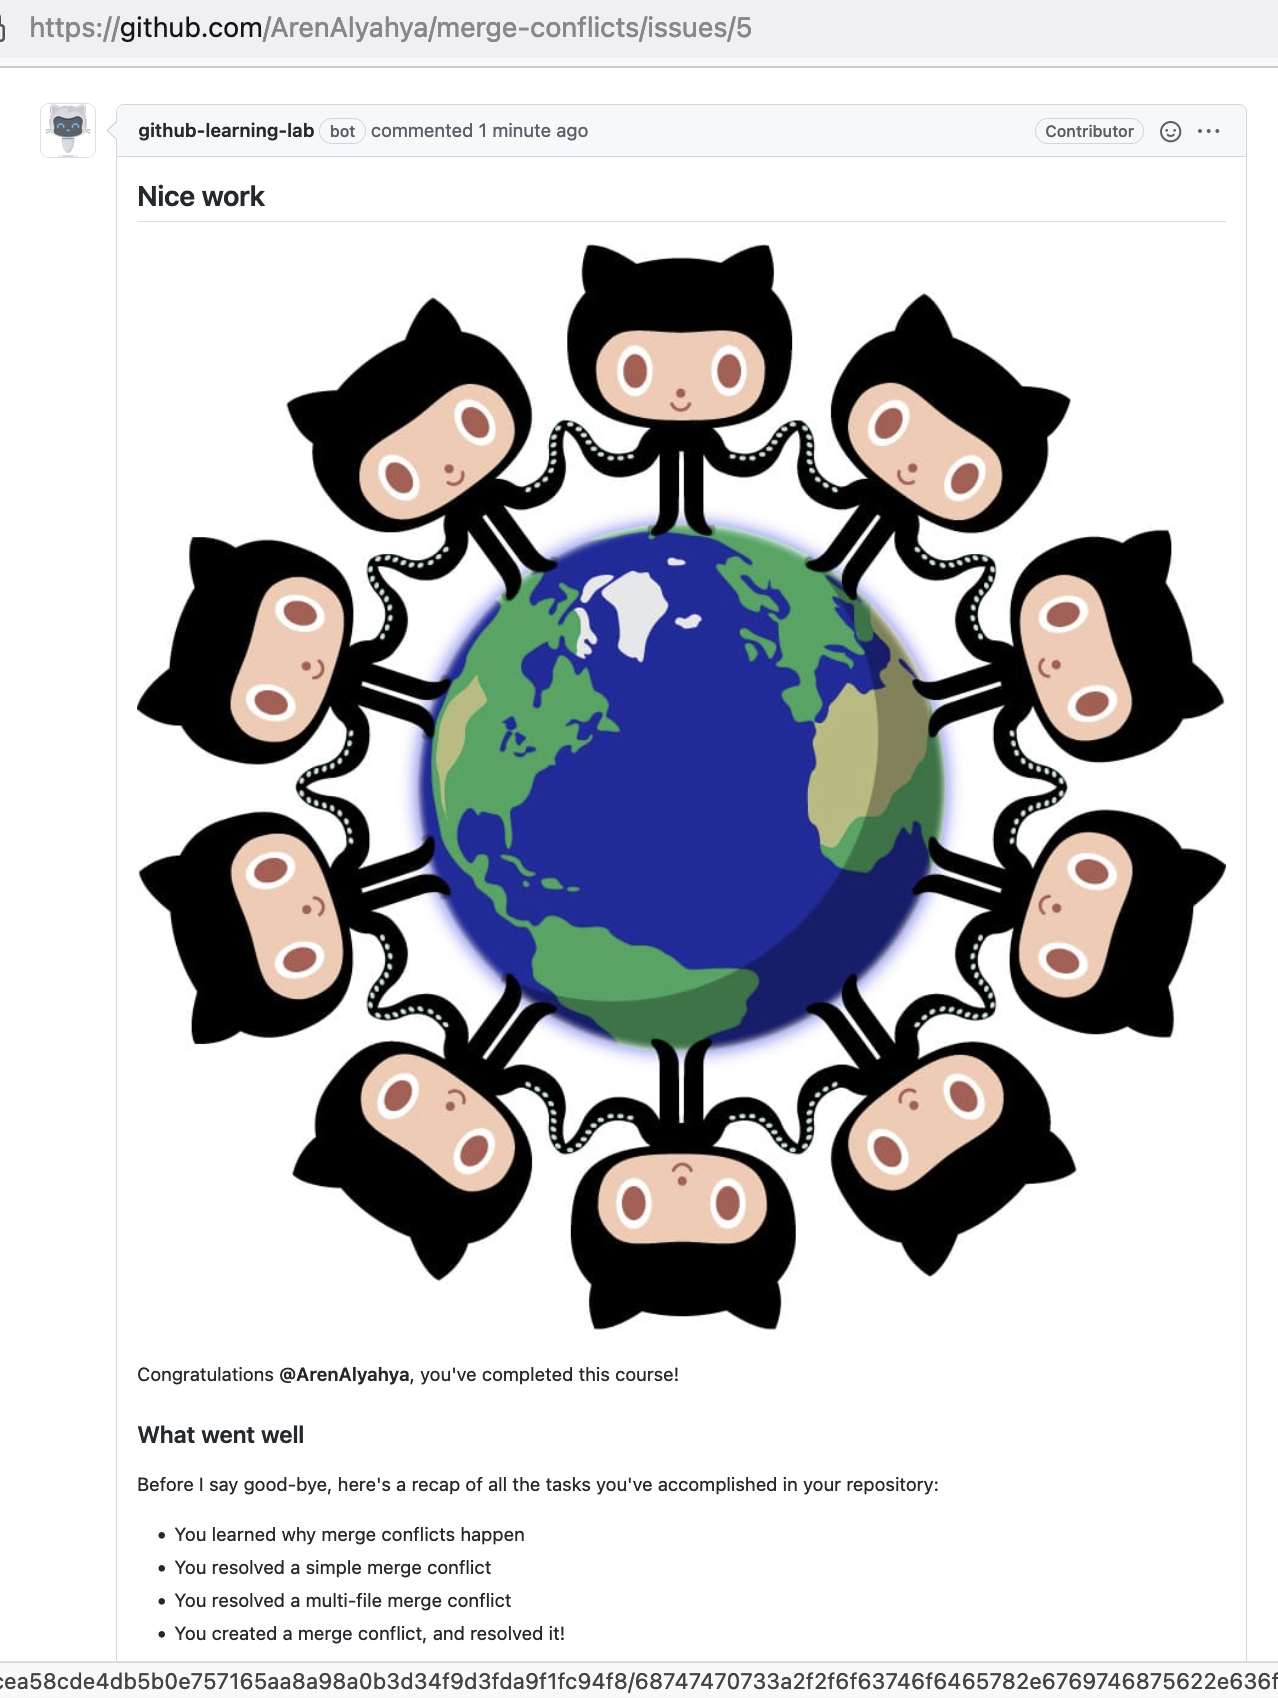 https://github.com/ArenAlyahya/merge-conflicts/issues/5
github-learning-lab bot commented 1 minute ago Contributor
Nice work
Congratulations @ArenAlyahya, you've completed this course!
What went well
Before I say good-bye, here's a recap of all the tasks you've accomplished in your repository:
• You learned why merge conflicts happen
• You resolved a simple merge conflict
• You resolved a multi-file merge conflict
• You created a merge conflict, and resolved it!
cea58cde4db5b0e757165aa8a98a0b3d34f9d3fda9f1fc94f8/68747470733a2f2f6f63746f6465782e6769746875622e636f